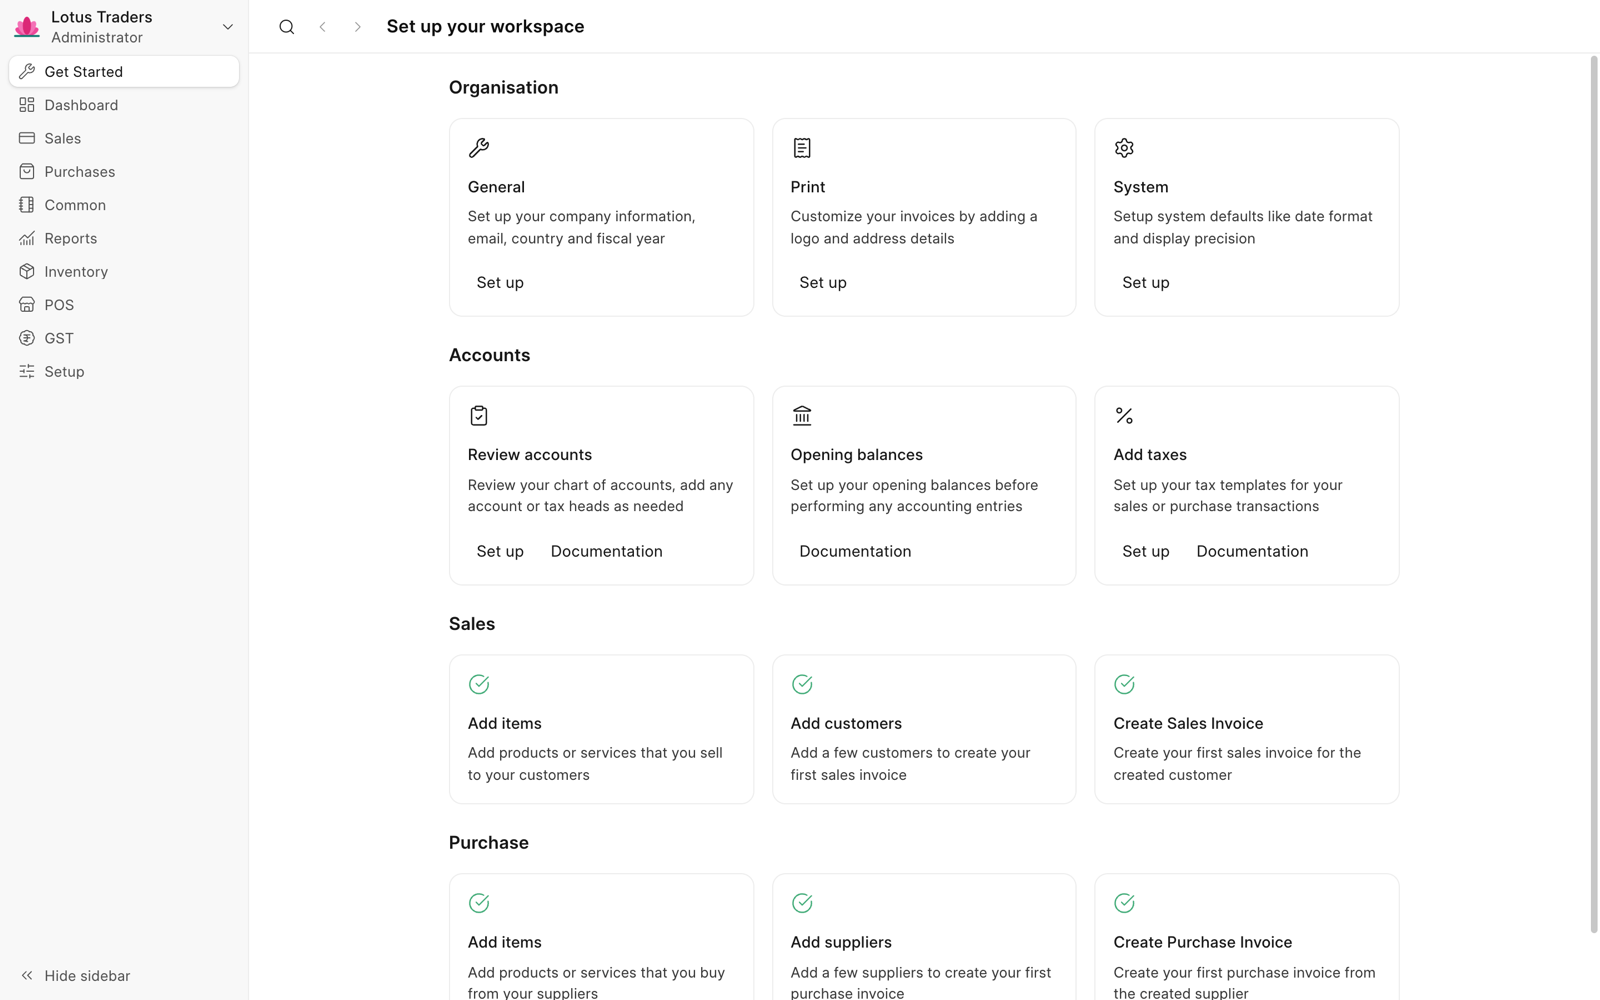 Lotus Traders
Administrator
Get Started
Dashboard
Sales
Purchases
Common
Reports
Inventory
POS
GST
Setup
Hide sidebar
Set up your workspace
Organisation
General
Set up your company information,
email, country and fiscal year
Set up
Print
Customize your invoices by adding a
logo and address details
Set up
System
Setup system defaults like date format
and display precision
Set up
Accounts
Review accounts
Review your chart of accounts, add any
account or tax heads as needed
Set up Documentation
Opening balances
Set up your opening balances before
performing any accounting entries
Documentation
Add taxes
Set up your tax templates for your
sales or purchase transactions
Set up Documentation
Sales
Add items
Add products or services that you sell
to your customers
Add customers
Add a few customers to create your
first sales invoice
Create Sales Invoice
Create your first sales invoice for the
created customer
Purchase
Add items
Add products or services that you buy
from your suppliers
Add suppliers
Add a few suppliers to create your first
purchase invoice
Create Purchase Invoice
Create your first purchase invoice from
the created supplier